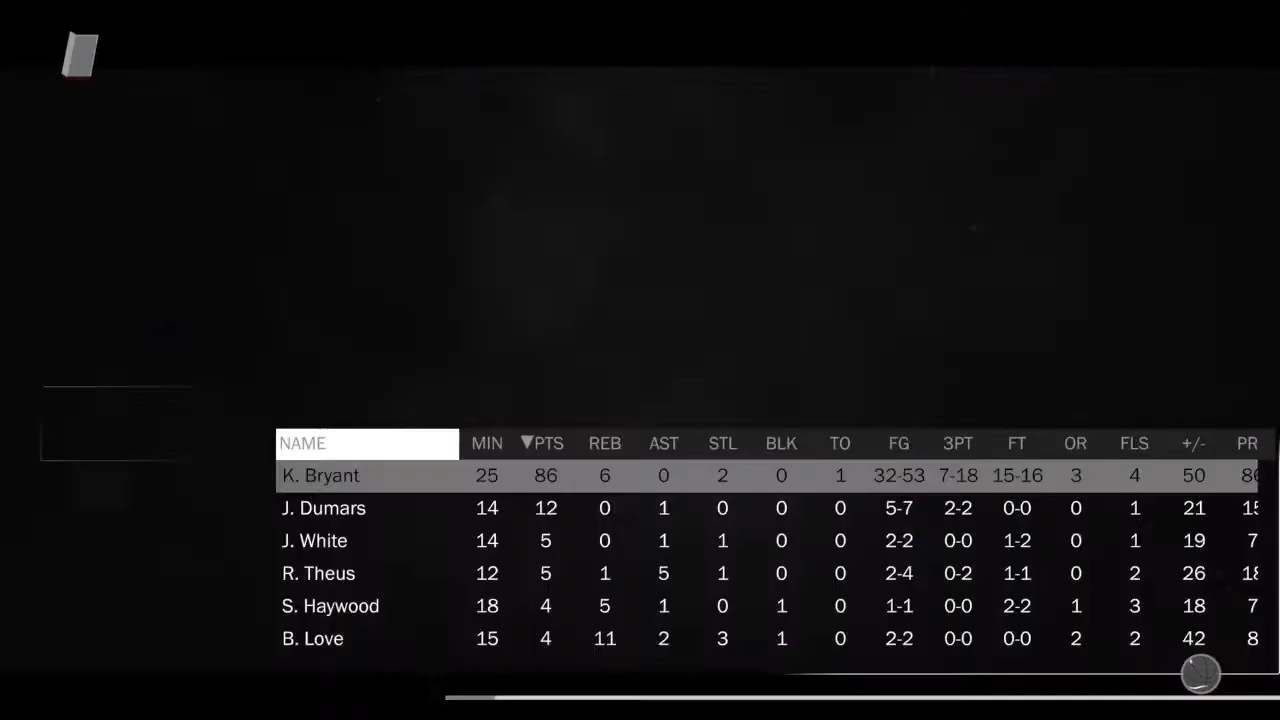 NAME MIN ▼PTS REB AST STL BLK TO FG 3PT FT OR FLS +/- PR
K. Bryant 25 86 6 0 2 0 1 32-53 7-18 15-16 3 4 50 86
J. Dumars 14 12 0 1 0 0 0 5-7 2-2 0-0 0 1 21 15
J. White 14 5 0 1 1 0 0 2-2 0-0 1-2 0 1 19 7
R. Theus 12 5 1 5 1 0 0 2-4 0-2 1-1 0 2 26 18
S. Haywood 18 4 5 1 0 1 0 1-1 0-0 2-2 1 3 18 7
B. Love 15 4 11 2 3 1 0 2-2 0-0 0-0 2 2 42 8